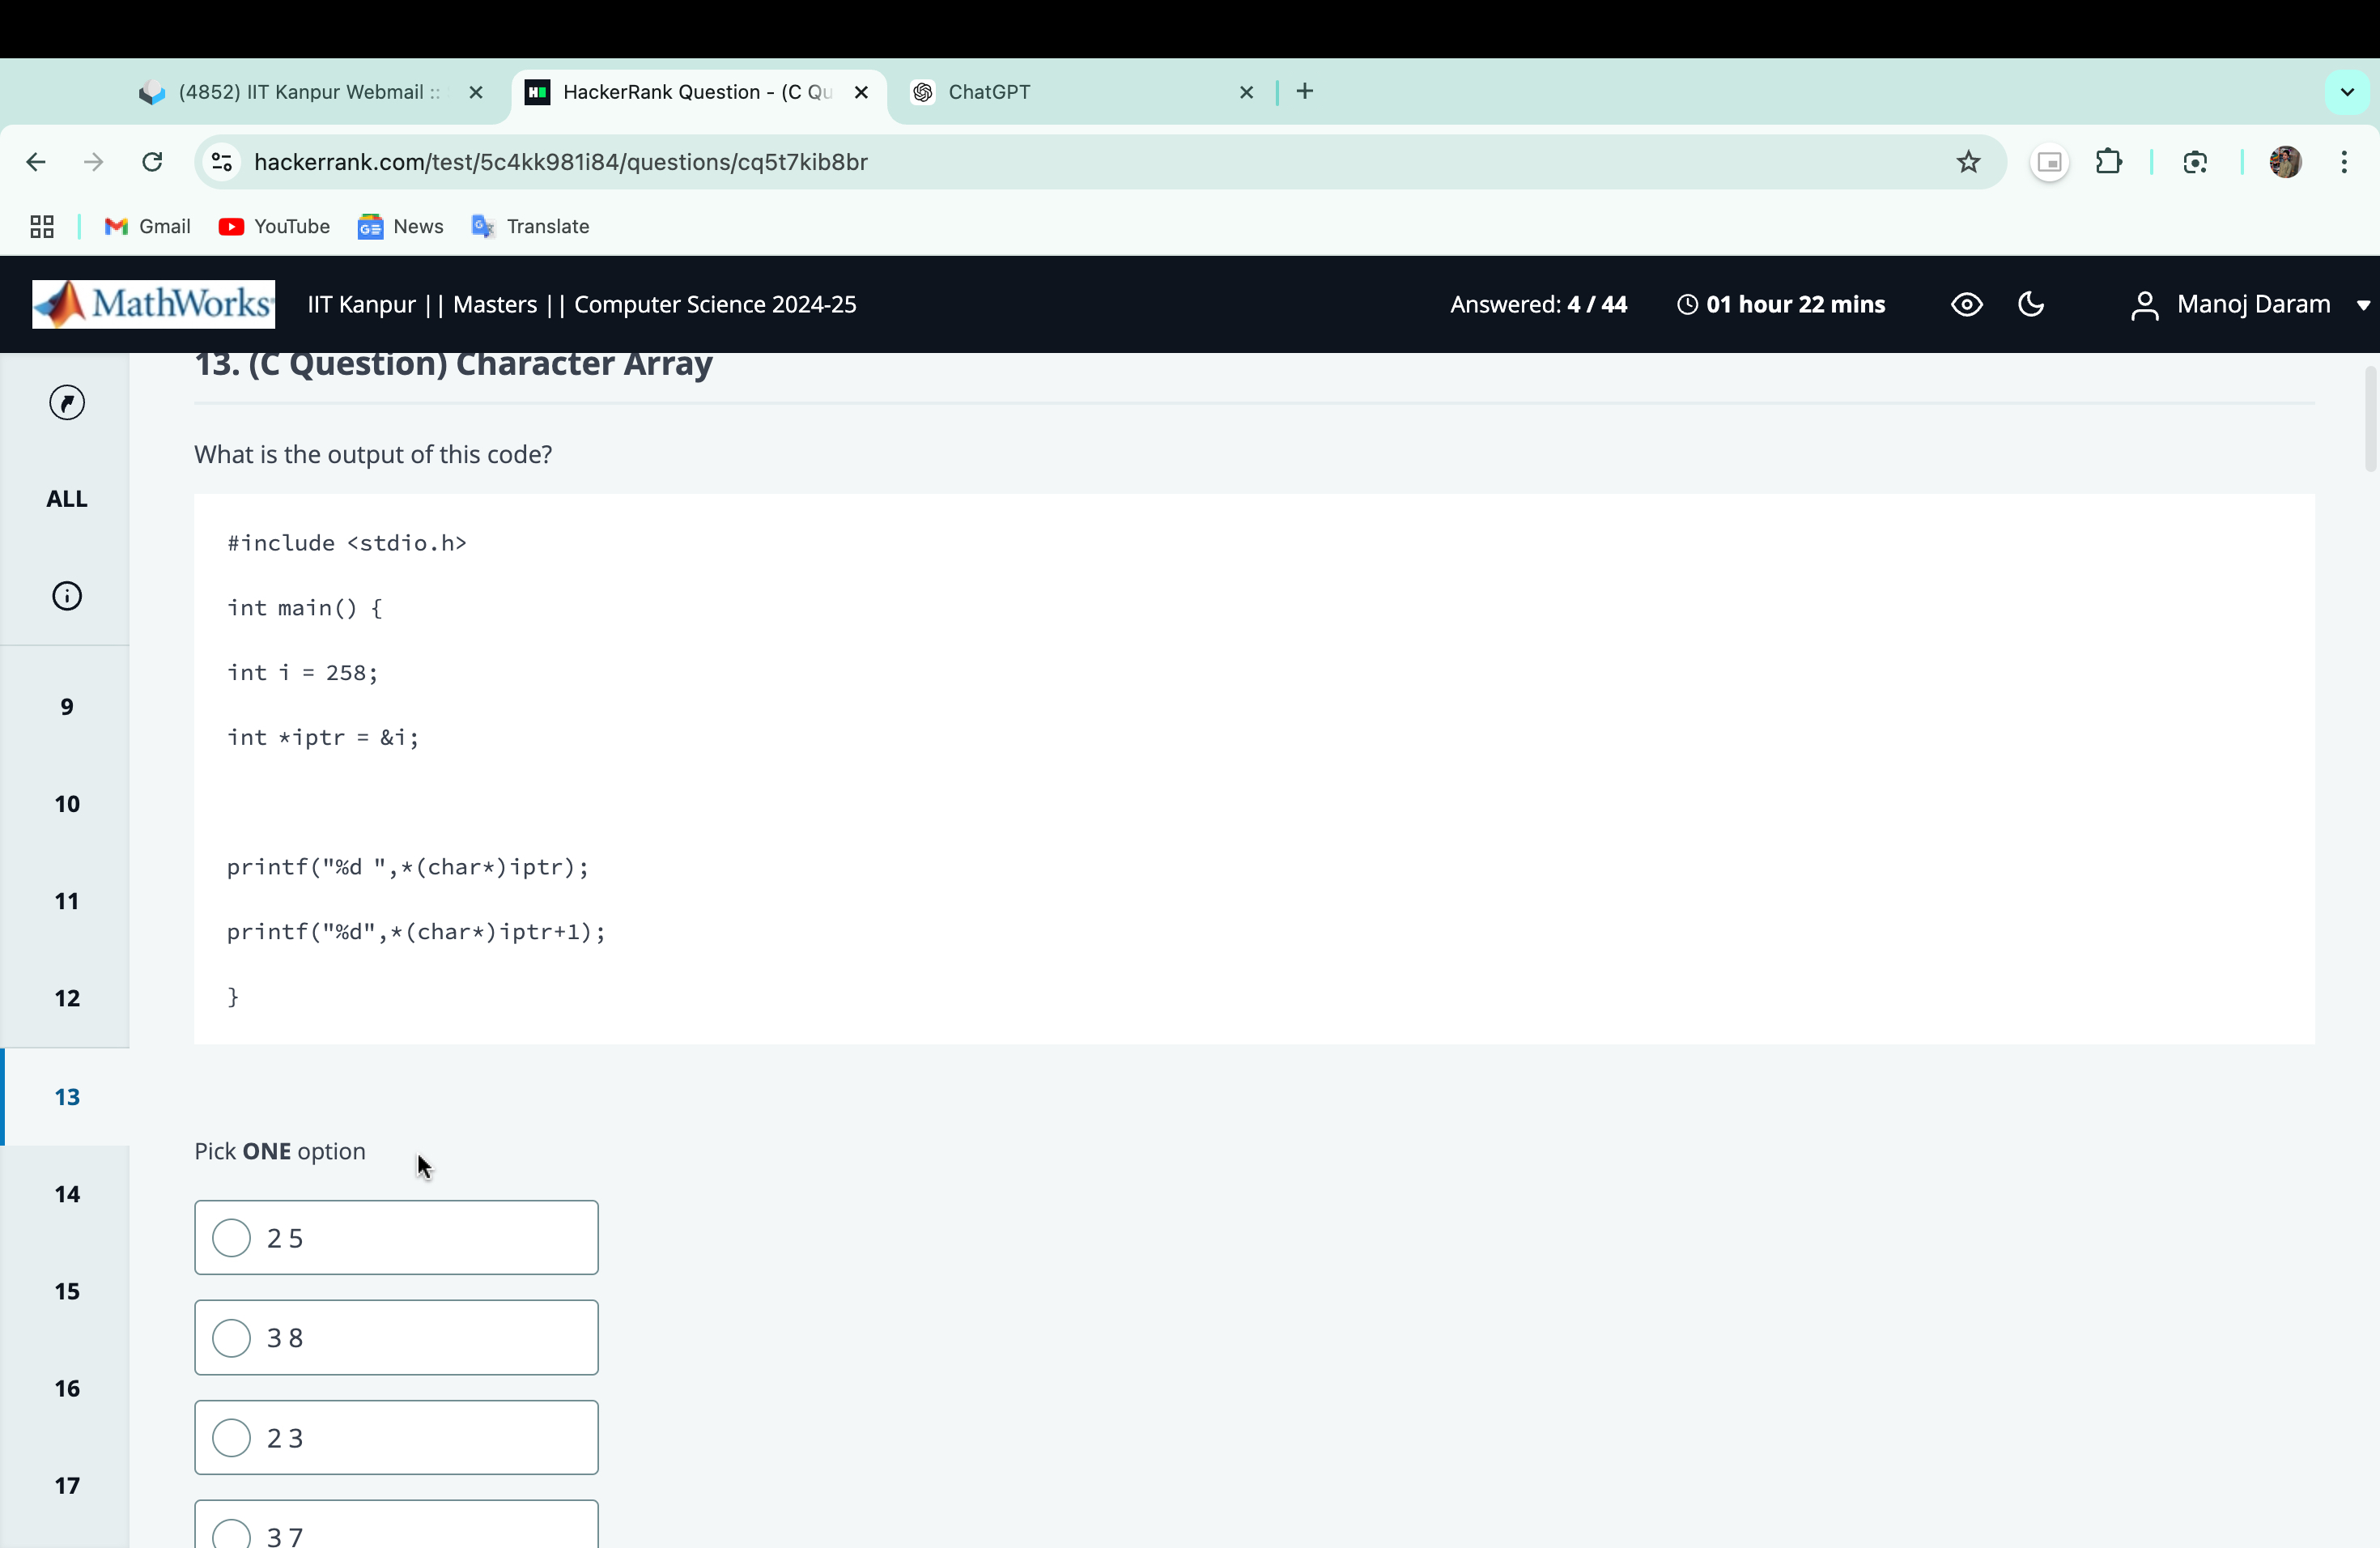 (4852) IIT Kanpur Webmail ::
HackerRank Question - (C Qu
ChatGPT
hackerrank.com/test/5c4kk981i84/questions/cq5t7kib8br
Gmail
YouTube
News
Translate
MathWorks
IIT Kanpur || Masters || Computer Science 2024-25
Answered: 4 / 44
01 hour 22 mins
Manoj Daram
13. (C Question) Character Array
ALL
What is the output of this code?
#include <stdio.h>
int main() {
int i = 258;
int *iptr = &i;
printf("%d ",*(char*)iptr);
printf("%d",*(char*)iptr+1);
}
9
10
11
12
13
14
15
16
17
Pick ONE option
2 5
3 8
2 3
3 7